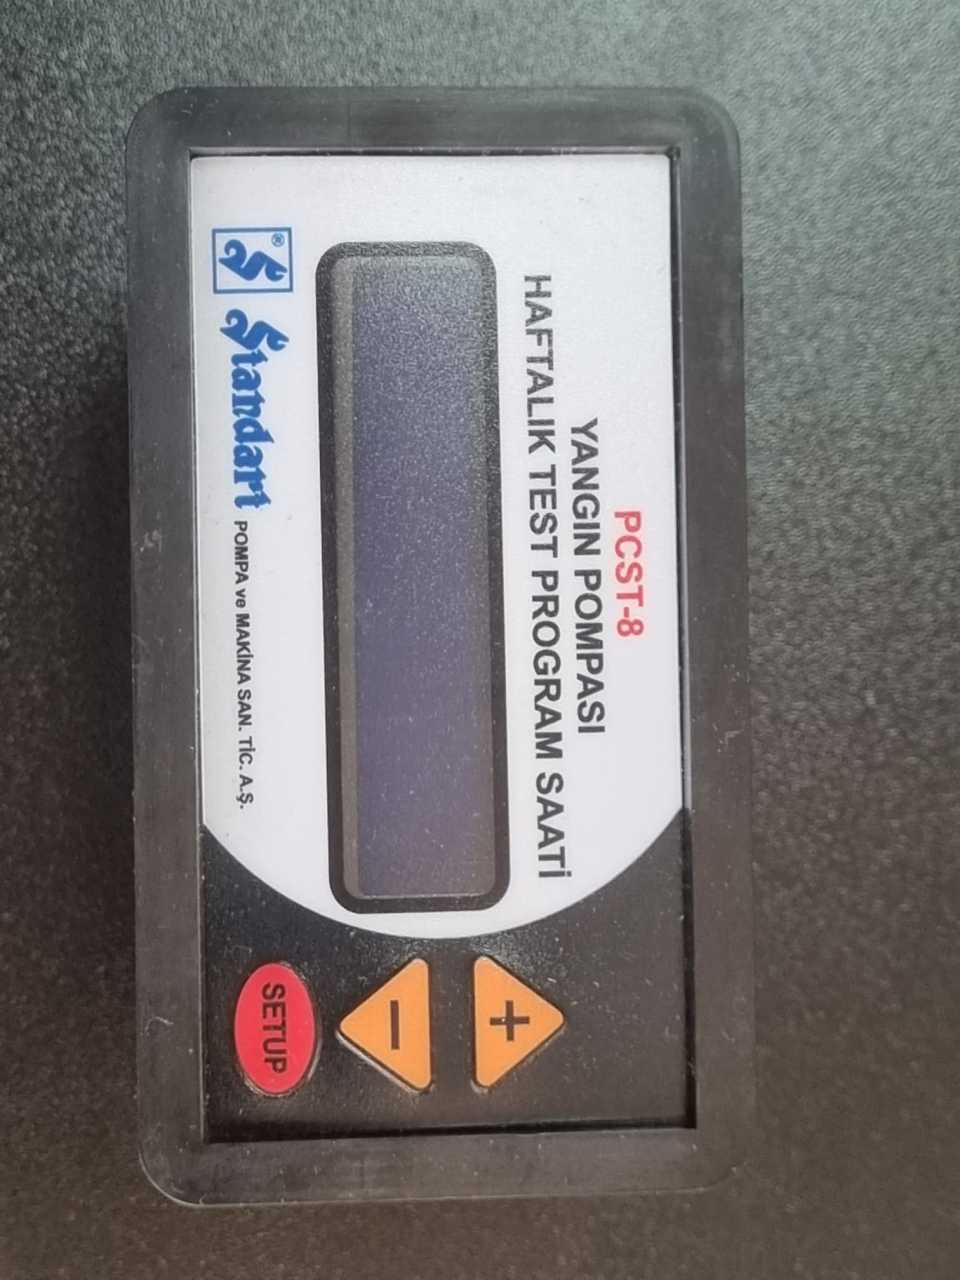 PCST-8
YANGIN POMPASI
HAFTALIK TEST PROGRAM SAATİ
Standart POMPA ve MAKİNA SAN. TİC. A.Ş.
®
+
−
SETUP